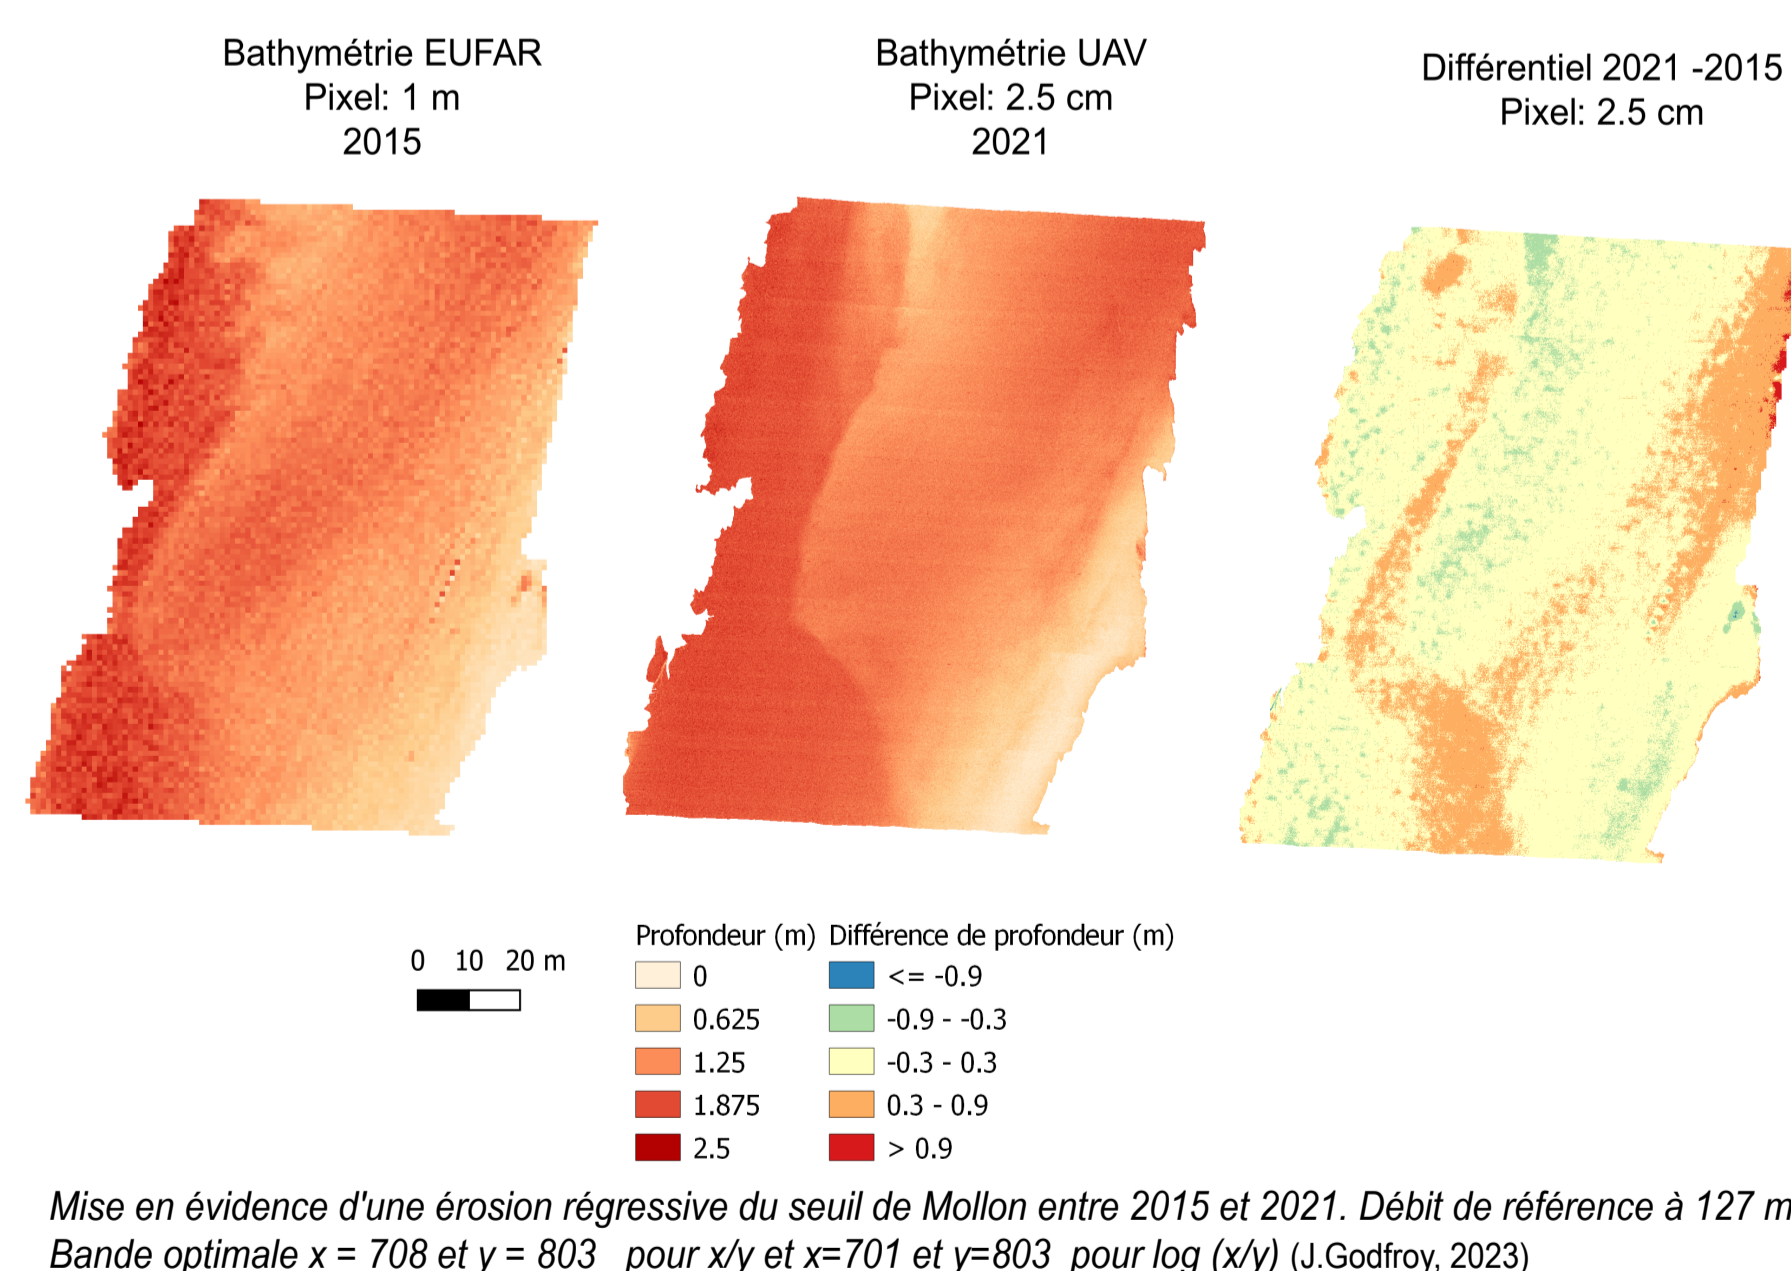 Bathymétrie EUFAR
Pixel: 1 m
2015
Bathymétrie UAV
Pixel: 2.5 cm
2021
Différentiel 2021 -2015
Pixel: 2.5 cm
0 10 20 m
Profondeur (m)
0
0.625
1.25
1.875
2.5
Différence de profondeur (m)
<= -0.9
-0.9 - -0.3
-0.3 - 0.3
0.3 - 0.9
> 0.9
Mise en évidence d'une érosion régressive du seuil de Mollon entre 2015 et 2021. Débit de référence à 127 m
Bande optimale x = 708 et y = 803 pour x/y et x=701 et y=803 pour log (x/y) (J.Godfroy, 2023)